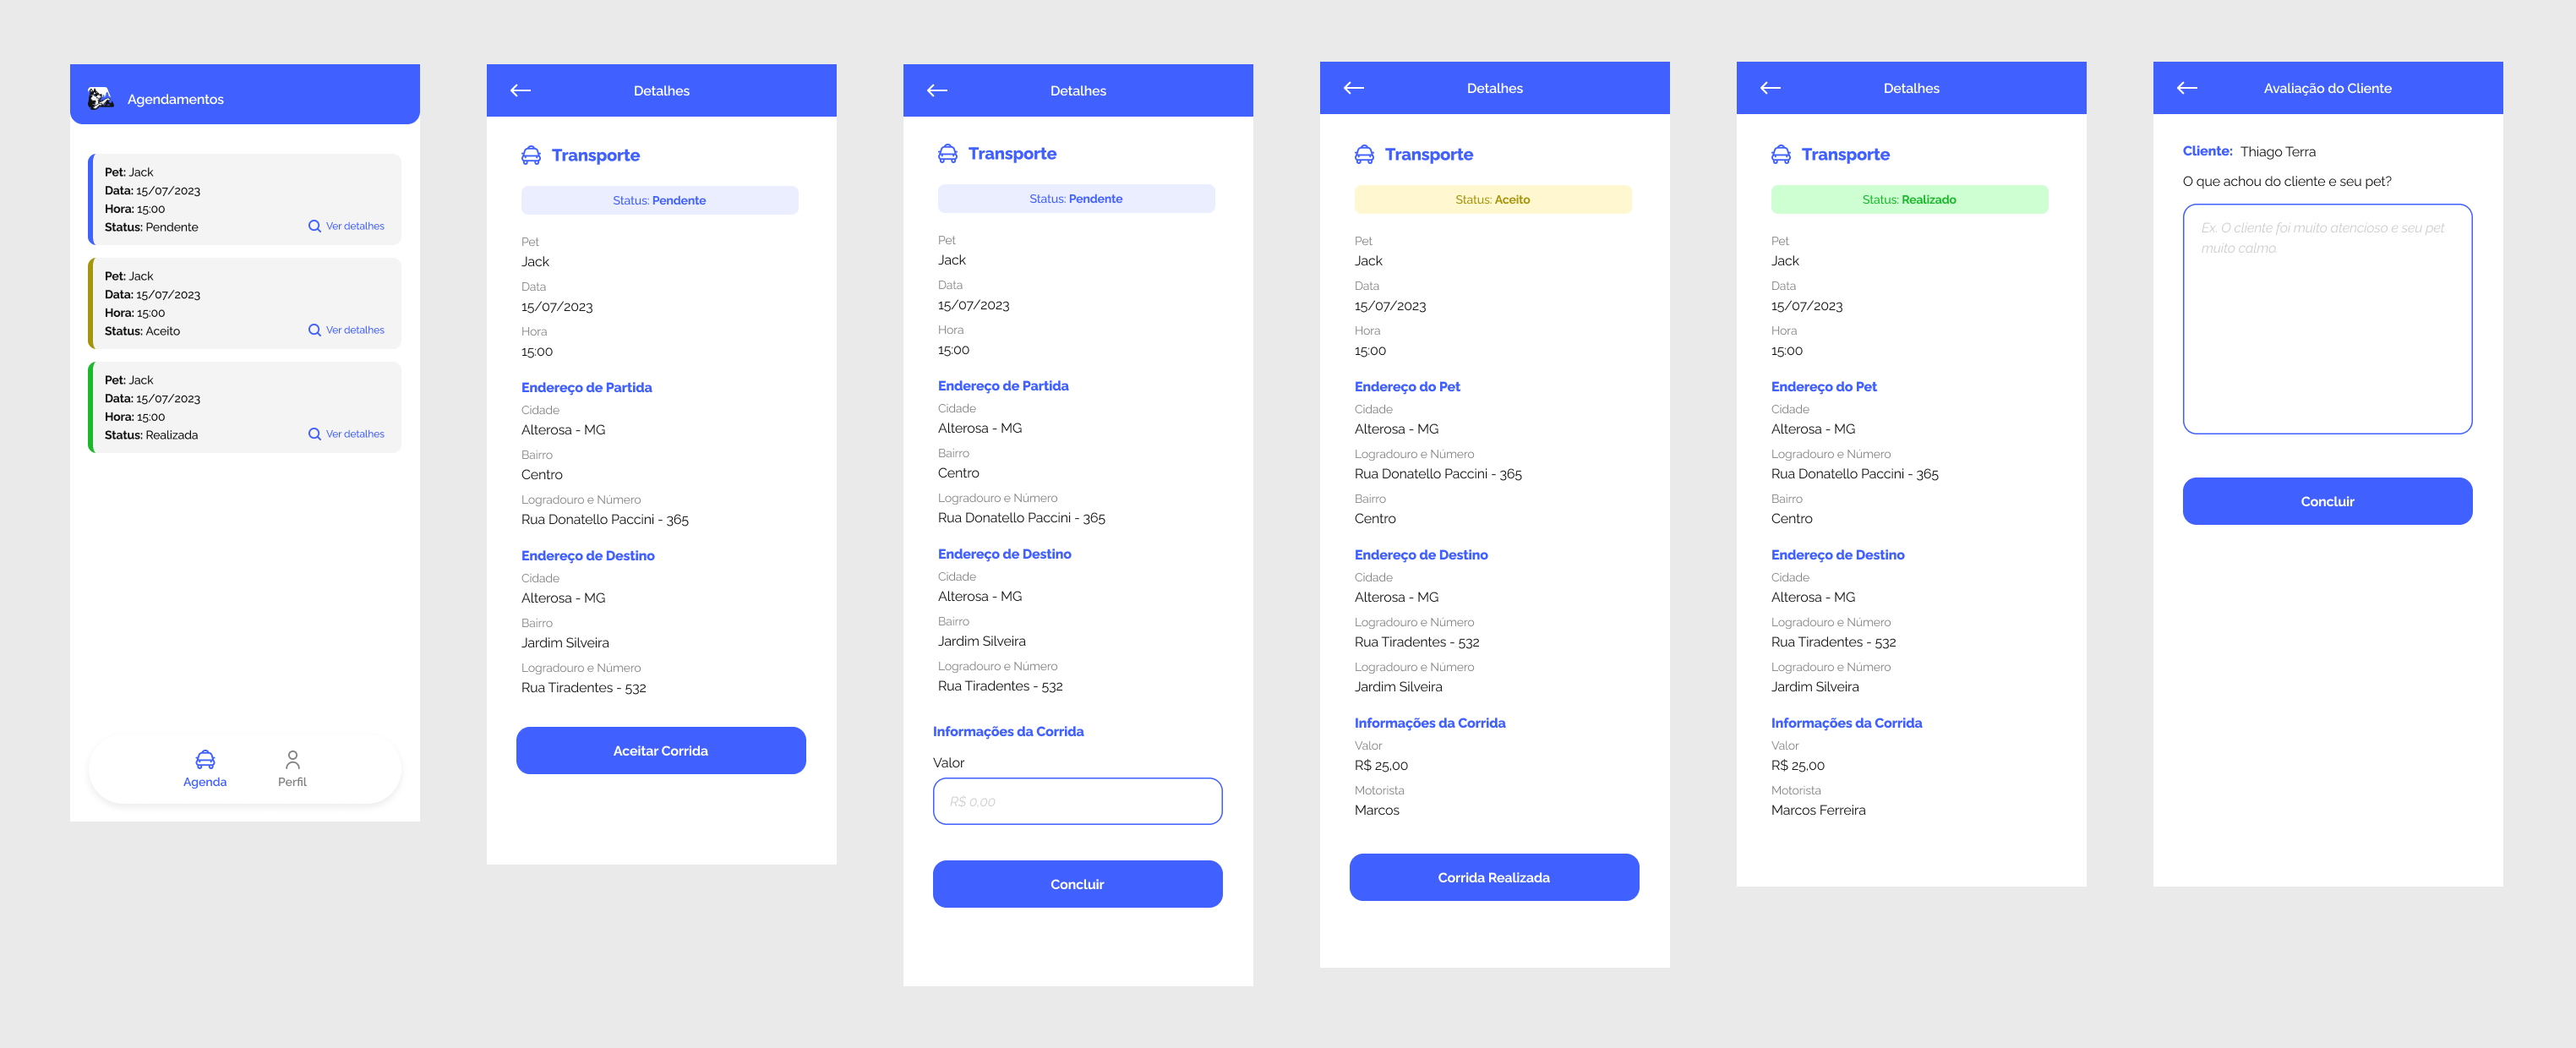 Agendamentos
Pet: Jack
Data: 15/07/2023
Hora: 15:00
Status: Pendente
Ver detalhes
Pet: Jack
Data: 15/07/2023
Hora: 15:00
Status: Aceito
Ver detalhes
Pet: Jack
Data: 15/07/2023
Hora: 15:00
Status: Realizada
Ver detalhes
Agenda
Perfil
Detalhes
Transporte
Status: Pendente
Pet
Jack
Data
15/07/2023
Hora
15:00
Endereço de Partida
Cidade
Alterosa - MG
Bairro
Centro
Logradouro e Número
Rua Donatello Paccini - 365
Endereço de Destino
Cidade
Alterosa - MG
Bairro
Jardim Silveira
Logradouro e Número
Rua Tiradentes - 532
Aceitar Corrida
Detalhes
Transporte
Status: Pendente
Pet
Jack
Data
15/07/2023
Hora
15:00
Endereço de Partida
Cidade
Alterosa - MG
Bairro
Centro
Logradouro e Número
Rua Donatello Paccini - 365
Endereço de Destino
Cidade
Alterosa - MG
Bairro
Jardim Silveira
Logradouro e Número
Rua Tiradentes - 532
Informações da Corrida
Valor
R$ 0,00
Concluir
Detalhes
Transporte
Status: Aceito
Pet
Jack
Data
15/07/2023
Hora
15:00
Endereço do Pet
Cidade
Alterosa - MG
Logradouro e Número
Rua Donatello Paccini - 365
Bairro
Centro
Endereço de Destino
Cidade
Alterosa - MG
Logradouro e Número
Rua Tiradentes - 532
Logradouro e Número
Jardim Silveira
Informações da Corrida
Valor
R$ 25,00
Motorista
Marcos
Corrida Realizada
Detalhes
Transporte
Status: Realizado
Pet
Jack
Data
15/07/2023
Hora
15:00
Endereço do Pet
Cidade
Alterosa - MG
Logradouro e Número
Rua Donatello Paccini - 365
Bairro
Centro
Endereço de Destino
Cidade
Alterosa - MG
Logradouro e Número
Rua Tiradentes - 532
Logradouro e Número
Jardim Silveira
Informações da Corrida
Valor
R$ 25,00
Motorista
Marcos Ferreira
Avaliação do Cliente
Cliente: Thiago Terra
O que achou do cliente e seu pet?
Ex. O cliente foi muito atencioso e seu pet
muito calmo.
Concluir